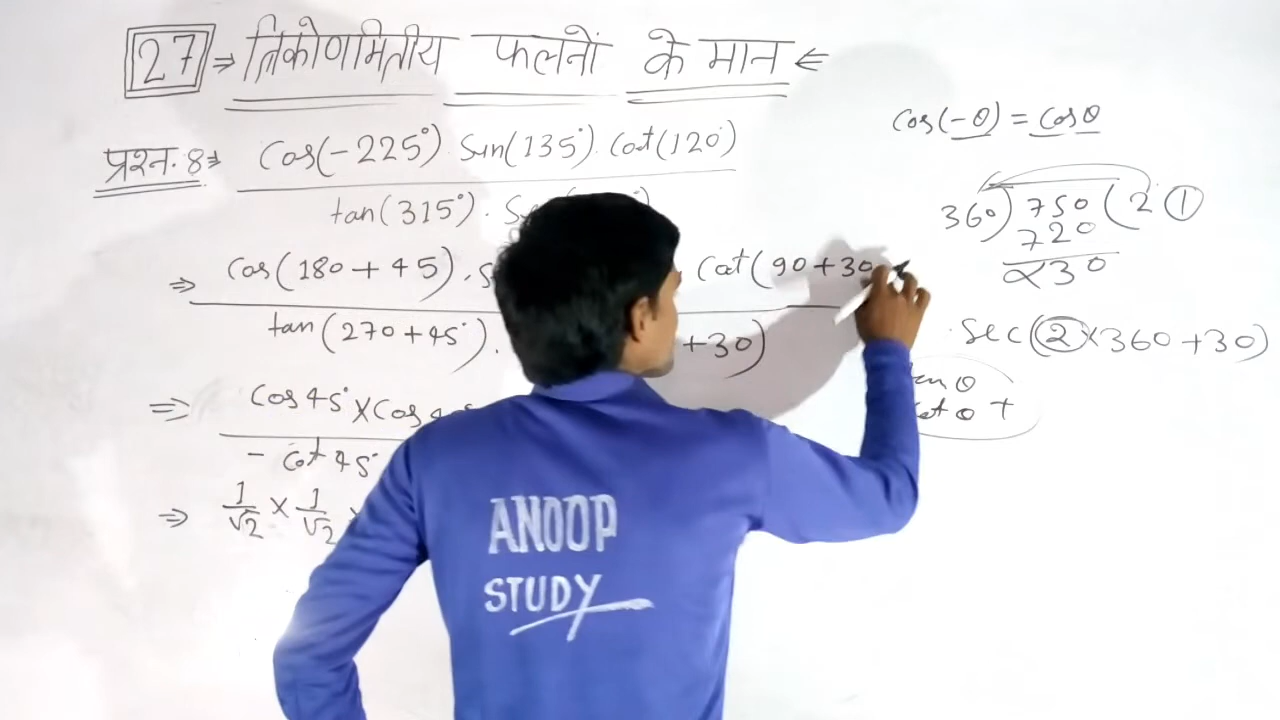 27 ⇒ त्रिकोणमितीय फलनों के मान ⇐
प्रश्न. 8⇒ Cos(-225°) Sin(135°). Cot(120°)
tan(315°).
⇒ Cos(180+45). Cot(90+30
tan(270+45°). +30)
⇒ Cos45° × Cos
- Cot 45°
⇒ 1/√2 × 1/√2
Cos(-θ) = Cosθ
360) 750 (2 ①
720
×30
. Sec(2×360+30)
θ
θ +
ANOOP
STUDY